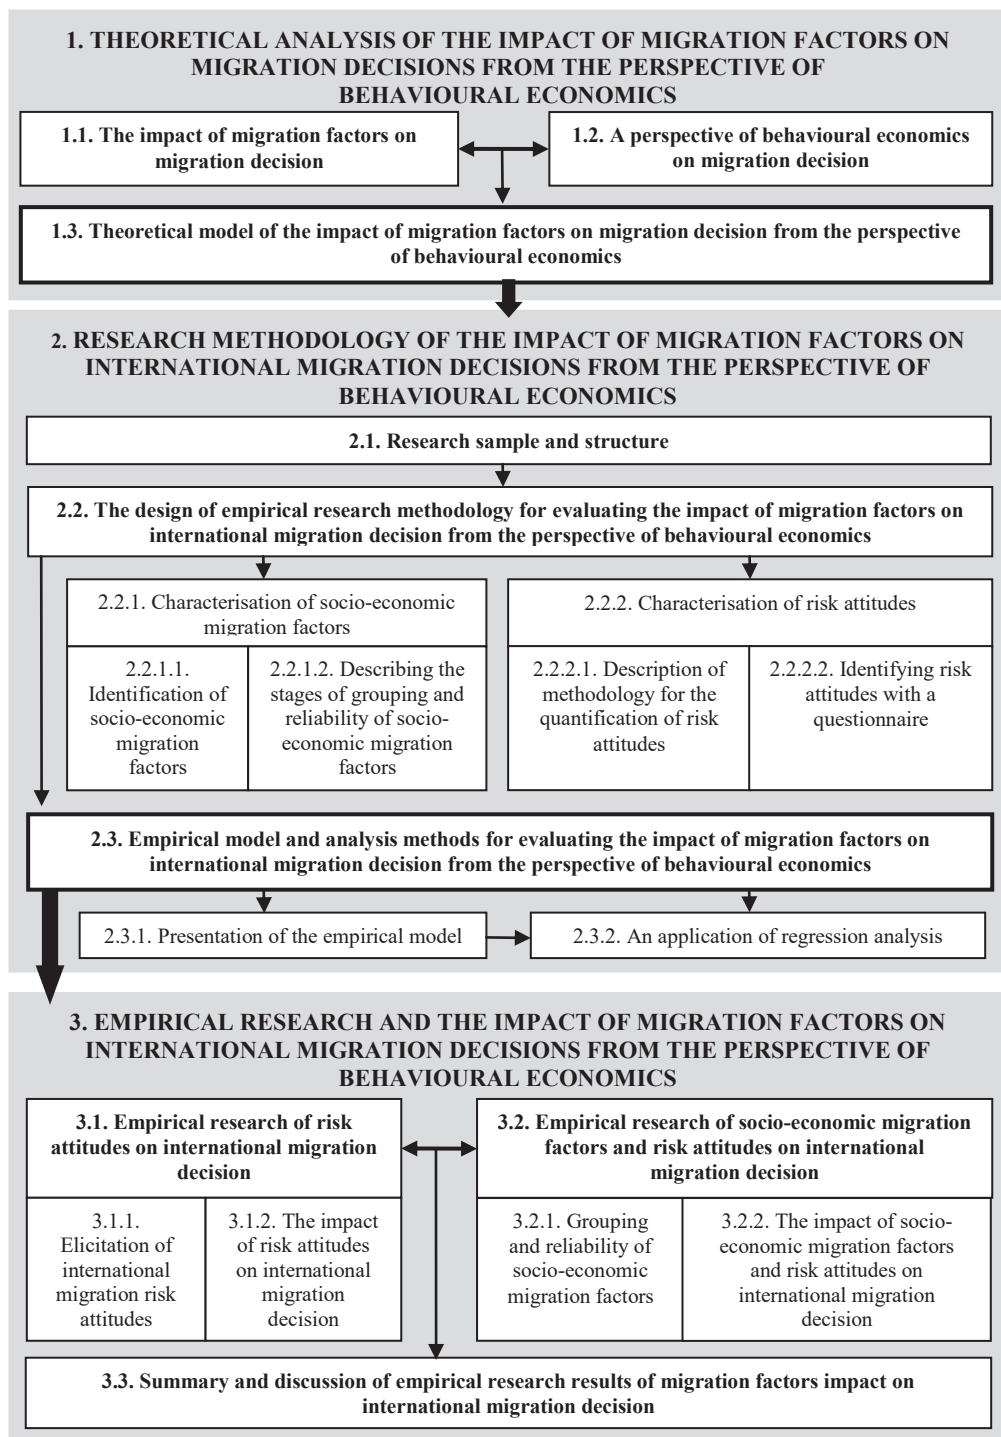 1. THEORETICAL ANALYSIS OF THE IMPACT OF MIGRATION FACTORS ON
MIGRATION DECISIONS FROM THE PERSPECTIVE OF
BEHAVIOURAL ECONOMICS
1.1. The impact of migration factors on
migration decision
1.2. A perspective of behavioural economics
on migration decision
1.3. Theoretical model of the impact of migration factors on migration decision from the perspective
of behavioural economics
2. RESEARCH METHODOLOGY OF THE IMPACT OF MIGRATION FACTORS ON
INTERNATIONAL MIGRATION DECISIONS FROM THE PERSPECTIVE OF
BEHAVIOURAL ECONOMICS
2.1. Research sample and structure
2.2. The design of empirical research methodology for evaluating the impact of migration factors on
international migration decision from the perspective of behavioural economics
2.2.1. Characterisation of socio-economic
migration factors
2.2.2. Characterisation of risk attitudes
2.2.1.1.
Identification of
socio-economic
migration
factors
2.2.1.2. Describing the
stages of grouping and
reliability of socio-
economic migration
factors
2.2.2.1. Description of
methodology for the
quantification of risk
attitudes
2.2.2.2. Identifying risk
attitudes with a
questionnaire
2.3. Empirical model and analysis methods for evaluating the impact of migration factors on
international migration decision from the perspective of behavioural economics
2.3.1. Presentation of the empirical model
2.3.2. An application of regression analysis
3. EMPIRICAL RESEARCH AND THE IMPACT OF MIGRATION FACTORS ON
INTERNATIONAL MIGRATION DECISIONS FROM THE PERSPECTIVE OF
BEHAVIOURAL ECONOMICS
3.1. Empirical research of risk
attitudes on international migration
decision
3.2. Empirical research of socio-economic migration
factors and risk attitudes on international
migration decision
3.1.1.
Elicitation of
international
migration risk
attitudes
3.1.2. The impact
of risk attitudes
on international
migration
decision
3.2.1. Grouping
and reliability of
socio-economic
migration factors
3.2.2. The impact of socio-
economic migration factors
and risk attitudes on
international migration
decision
3.3. Summary and discussion of empirical research results of migration factors impact on
international migration decision